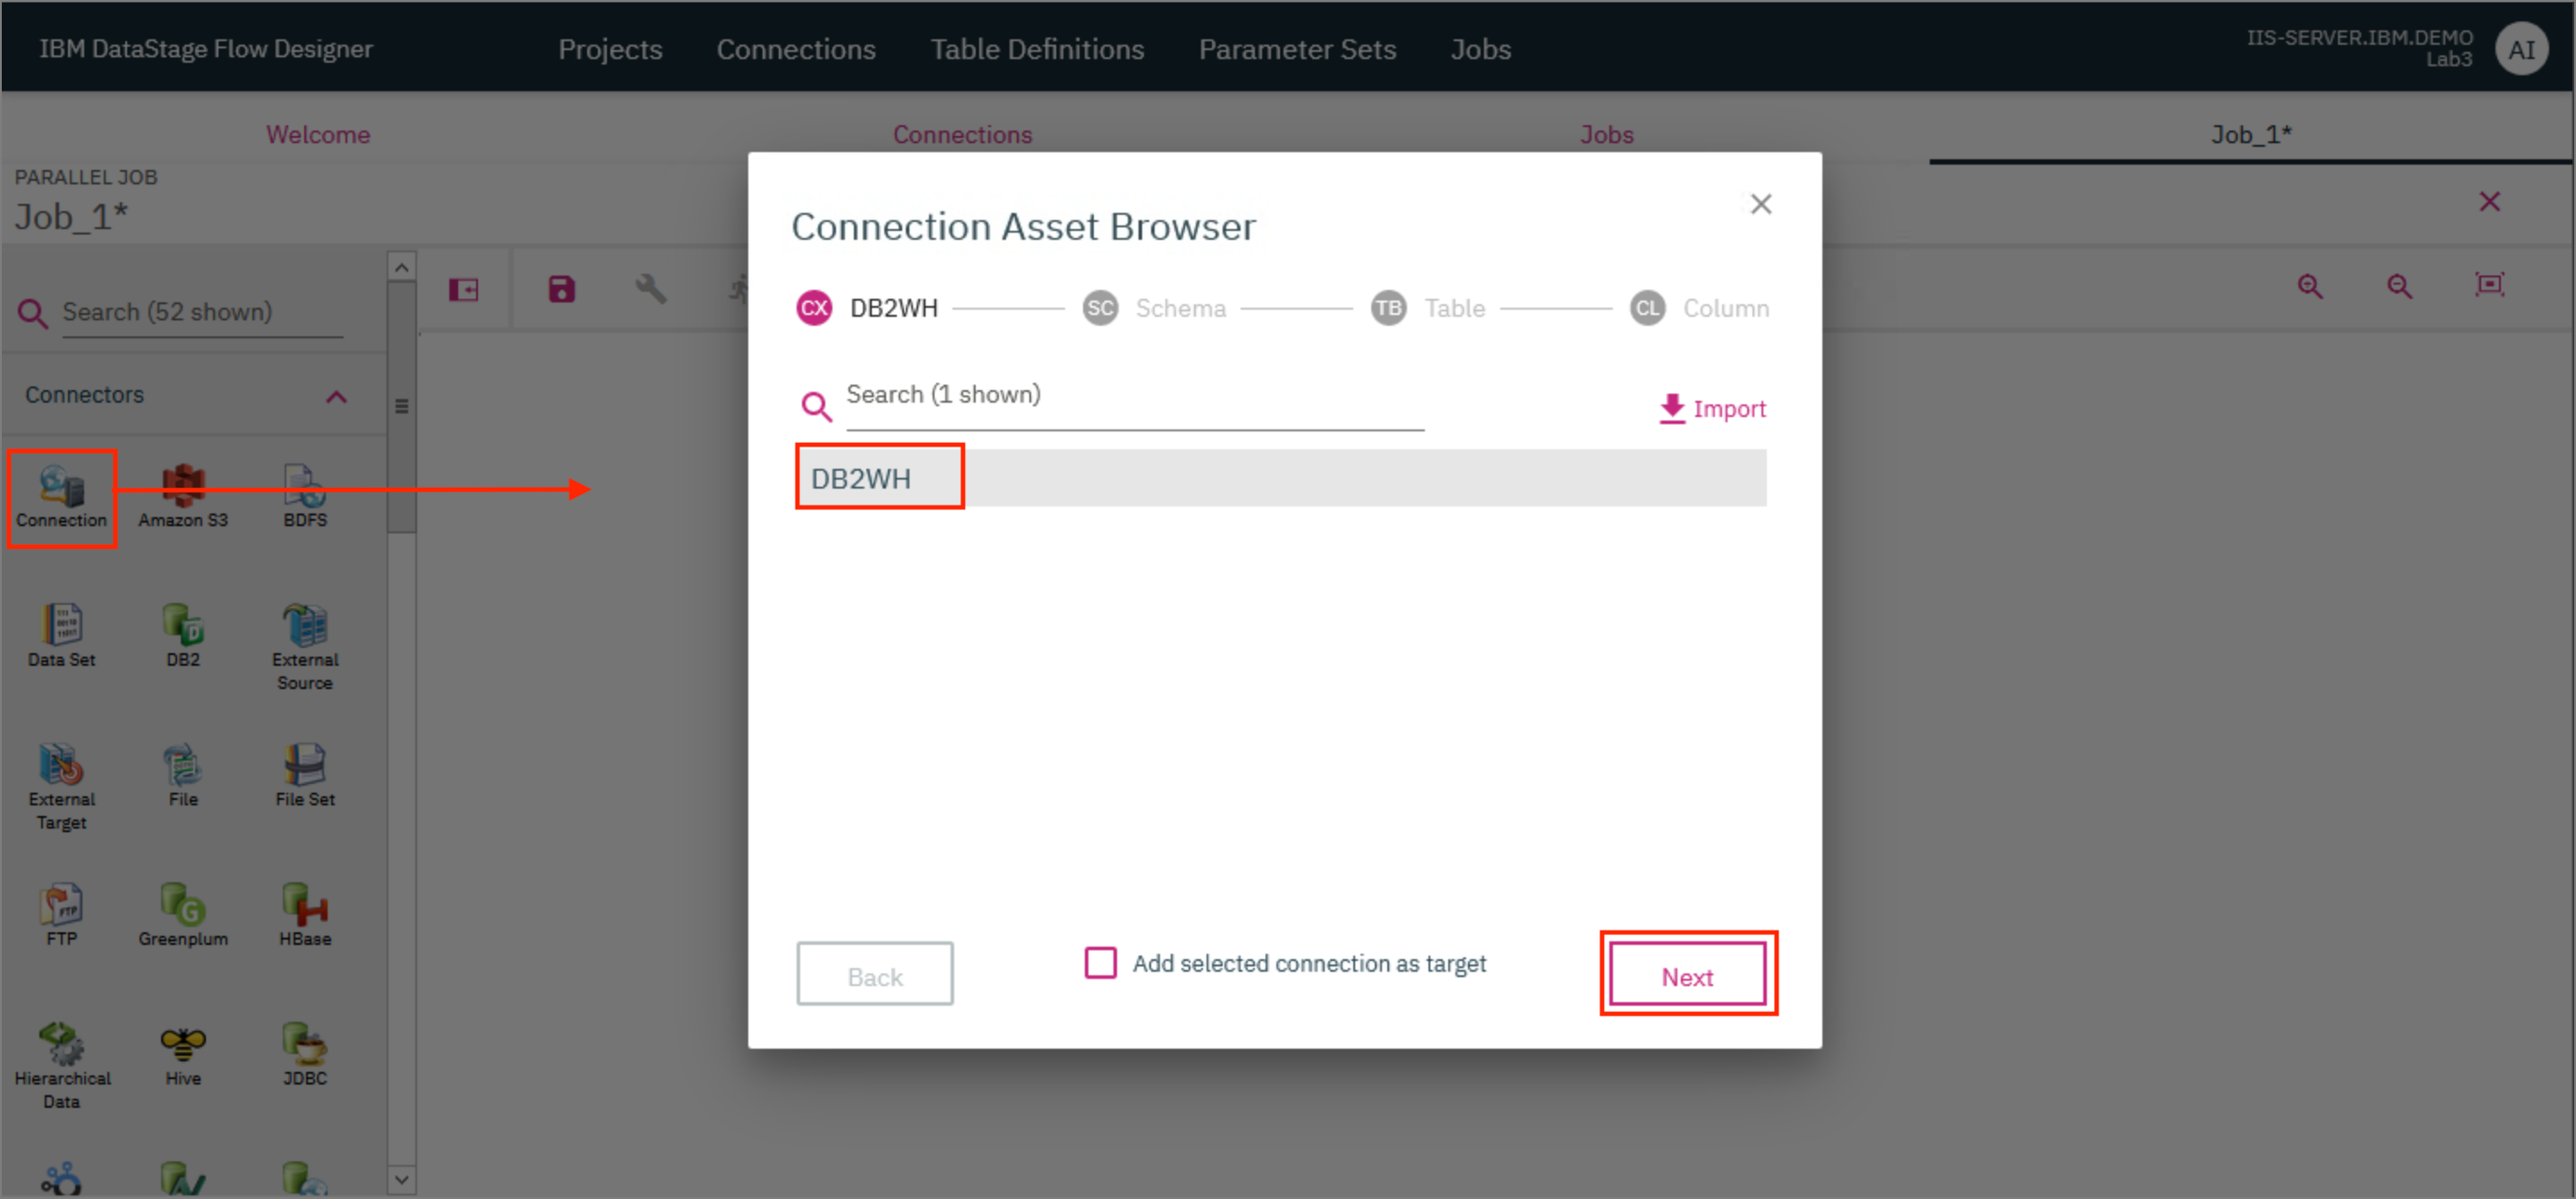 IBM DataStage Flow Designer
Projects
Connections
Table Definitions
Parameter Sets
Jobs
IIS-SERVER.IBM.DEMO
Lab3
AI
Welcome
Connections
Jobs
Job_1*
PARALLEL JOB
Job_1*
Search (52 shown)
Connectors
Connection
Amazon S3
BDFS
Data Set
DB2
External
Source
External
Target
File
File Set
FTP
Greenplum
HBase
Hierarchical
Data
Hive
JDBC
Connection Asset Browser
CX DB2WH
SC Schema
TB Table
CL Column
Search (1 shown)
Import
DB2WH
Back
Add selected connection as target
Next